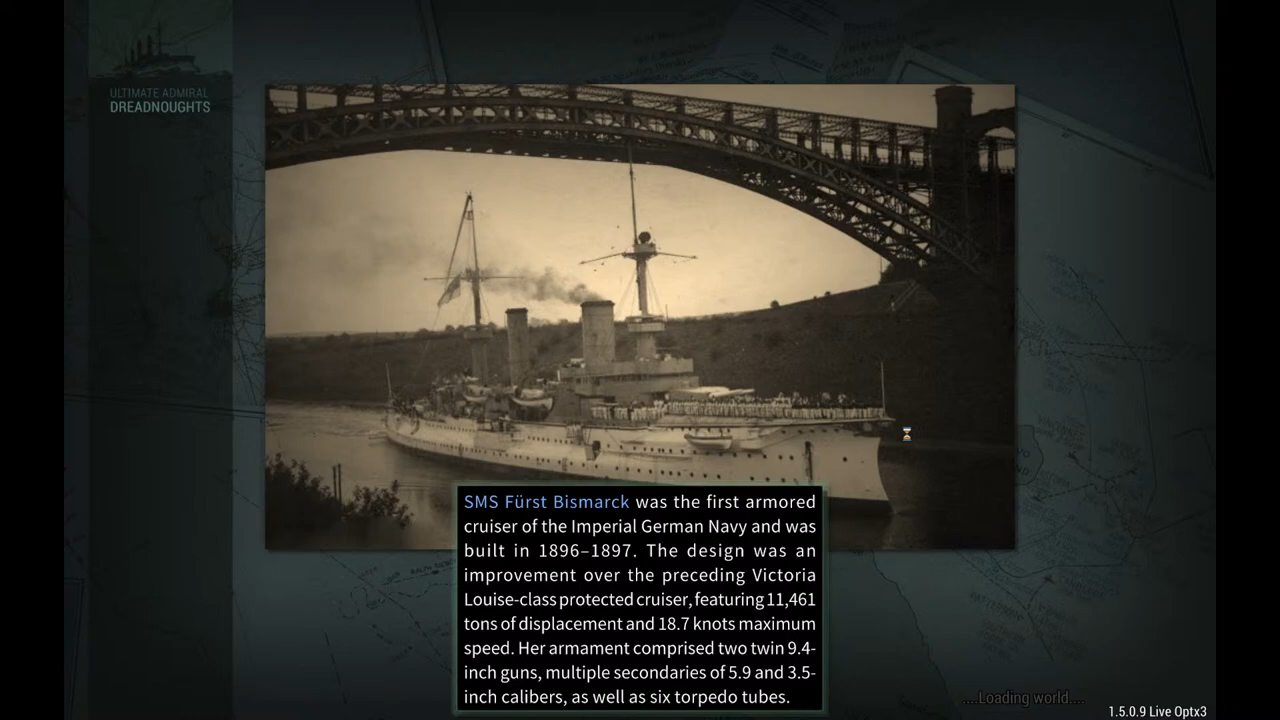 ULTIMATE ADMIRAL
DREADNOUGHTS
SMS Fürst Bismarck was the first armored
cruiser of the Imperial German Navy and was
built in 1896–1897. The design was an
improvement over the preceding Victoria
Louise-class protected cruiser, featuring 11,461
tons of displacement and 18.7 knots maximum
speed. Her armament comprised two twin 9.4-
inch guns, multiple secondaries of 5.9 and 3.5-
inch calibers, as well as six torpedo tubes.
....Loading world...
1.5.0.9 Live Optx3